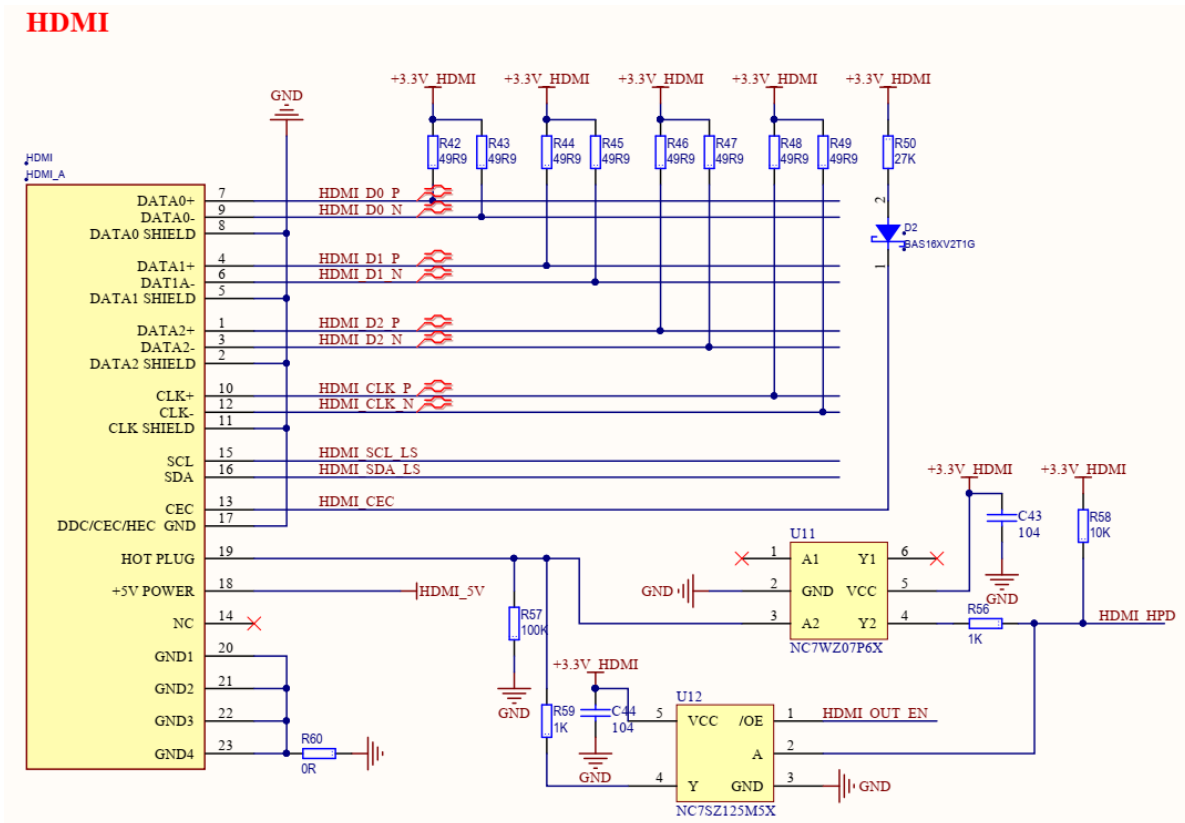 HDMI
+3.3V_HDMI +3.3V_HDMI +3.3V_HDMI +3.3V_HDMI +3.3V_HDMI
GND
R42 R43 R44 R45 R46 R47 R48 R49 R50
49R9 49R9 49R9 49R9 49R9 49R9 49R9 49R9 27K
HDMI
HDMI_A
DATA0+ 7 HDMI_D0_P 2
DATA0- 9 HDMI_D0_N
DATA0 SHIELD 8 D2
BAS16XV2T1G
DATA1+ 4 HDMI_D1_P 1
DAT1A- 6 HDMI_D1_N
DATA1 SHIELD 5
DATA2+ 1 HDMI_D2_P
DATA2- 3 HDMI_D2_N
DATA2 SHIELD 2
CLK+ 10 HDMI_CLK_P
CLK- 12 HDMI_CLK_N
CLK SHIELD 11
SCL 15 HDMI_SCL_LS
SDA 16 HDMI_SDA_LS
+3.3V_HDMI +3.3V_HDMI
CEC 13 HDMI_CEC
DDC/CEC/HEC GND 17
C43 R58
104 10K
U11
HOT PLUG 19 1 A1 Y1 6
+5V POWER 18 HDMI_5V GND 2 GND VCC 5 GND
NC 14 R57 3 A2 Y2 4 R56 HDMI_HPD
100K 1K
NC7WZ07P6X
GND1 20
+3.3V_HDMI
GND2 21
U12
GND R59 C44
GND3 22 1K 104 5 VCC /OE 1 HDMI_OUT_EN
R60
GND4 23 A 2
0R
GND 4 Y GND 3 GND
NC7SZ125M5X